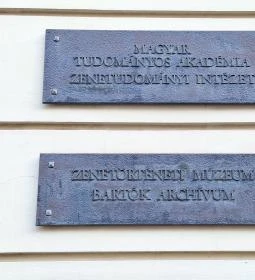 MAGYAR
TUDOMÁNYOS AKADÉMIA
ZENETUDOMÁNYI INTÉZET
ZENETÖRTÉNETI MÚZEUM
BARTÓK ARCHÍVUM